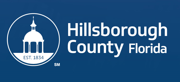 Hillsborough
County Florida
EST. 1834
SM